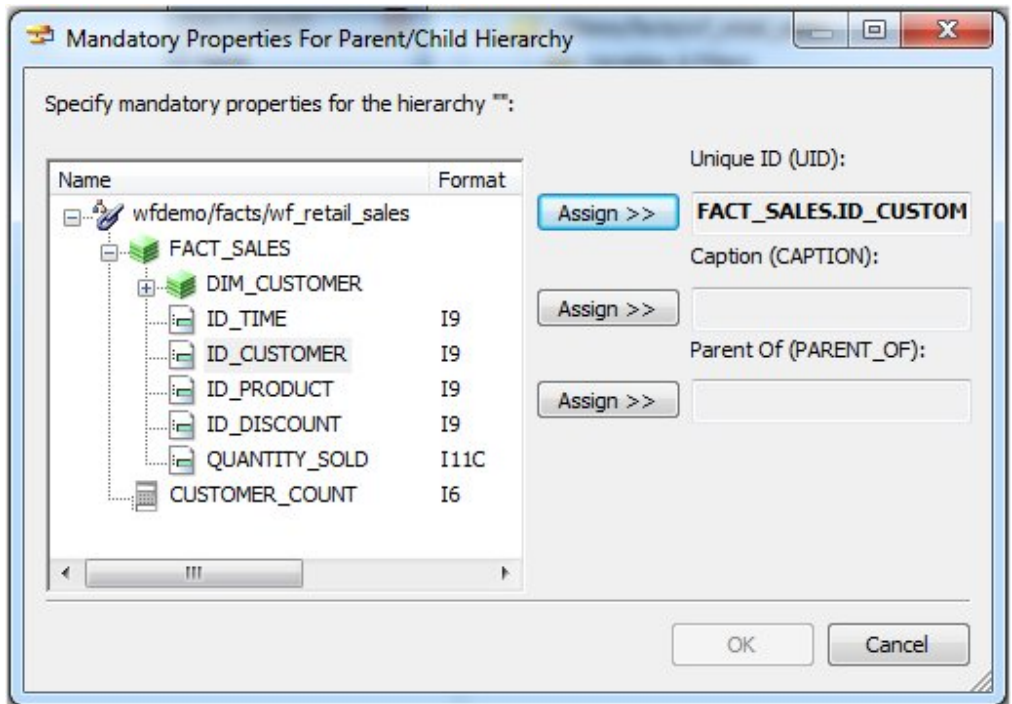 Mandatory Properties For Parent/Child Hierarchy
Specify mandatory properties for the hierarchy "":
Name Format
wfdemo/facts/wf_retail_sales
FACT_SALES
DIM_CUSTOMER
ID_TIME I9
ID_CUSTOMER I9
ID_PRODUCT I9
ID_DISCOUNT I9
QUANTITY_SOLD I11C
CUSTOMER_COUNT I6
Unique ID (UID):
Assign >> FACT_SALES.ID_CUSTOM
Caption (CAPTION):
Assign >>
Parent Of (PARENT_OF):
Assign >>
OK Cancel